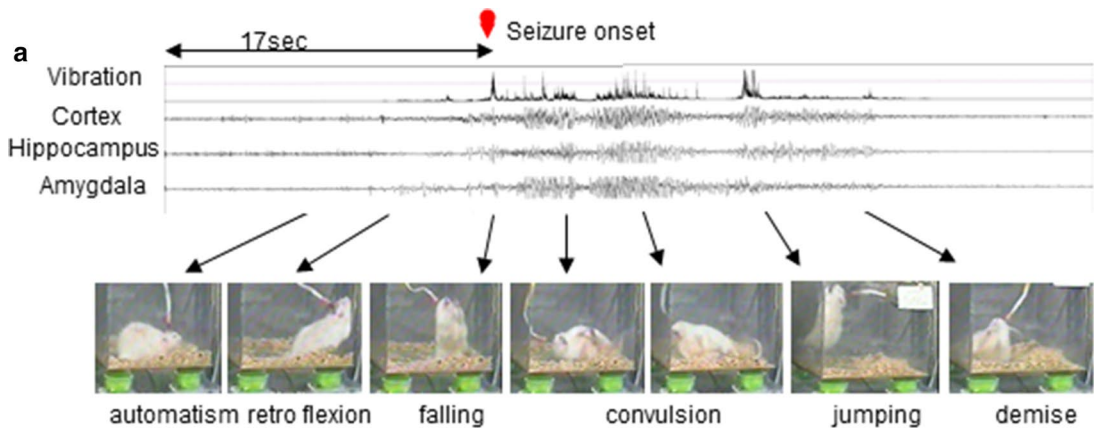 a
17sec
Seizure onset
Vibration
Cortex
Hippocampus
Amygdala
automatism retro flexion falling convulsion jumping demise